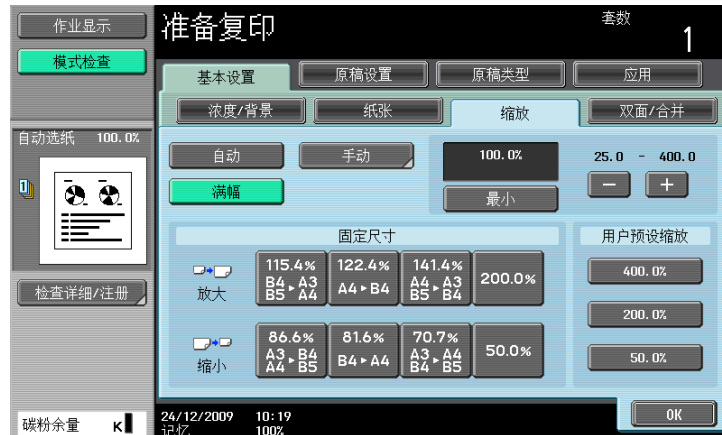 作业显示
模式检查
准备复印
套数
1
基本设置
原稿设置
原稿类型
应用
浓度/背景
纸张
缩放
双面/合并
自动选纸 100.0%
1
自动
手动
100.0%
25.0 - 400.0
满幅
最小
－
＋
固定尺寸
用户预设缩放
放大
115.4%
B4▸A3
B5▸A4
122.4%
A4▸B4
141.4%
A4▸A3
B5▸B4
200.0%
400.0%
200.0%
检查详细/注册
缩小
86.6%
A3▸B4
A4▸B5
81.6%
B4▸A4
70.7%
A3▸A4
B4▸B5
50.0%
50.0%
OK
碳粉余量 K
24/12/2009 10:19
记忆 100%